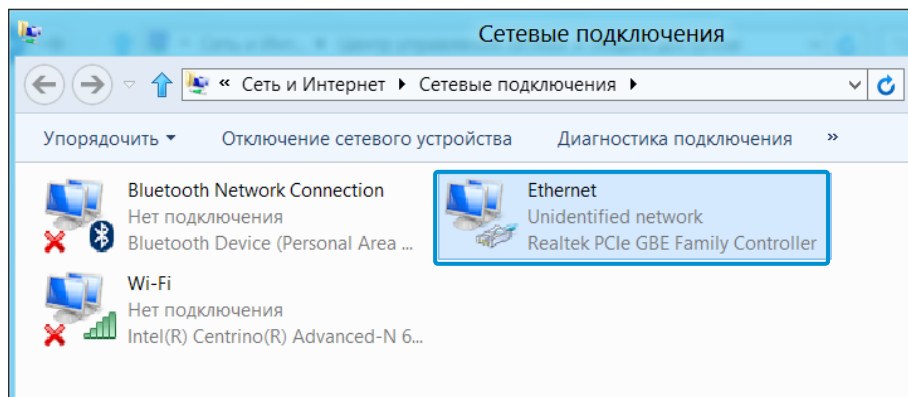 Сетевые подключения
« Сеть и Интернет ▸ Сетевые подключения ▸
Упорядочить ▾ Отключение сетевого устройства Диагностика подключения »
Bluetooth Network Connection
Нет подключения
Bluetooth Device (Personal Area ...
Ethernet
Unidentified network
Realtek PCIe GBE Family Controller
Wi-Fi
Нет подключения
Intel(R) Centrino(R) Advanced-N 6...